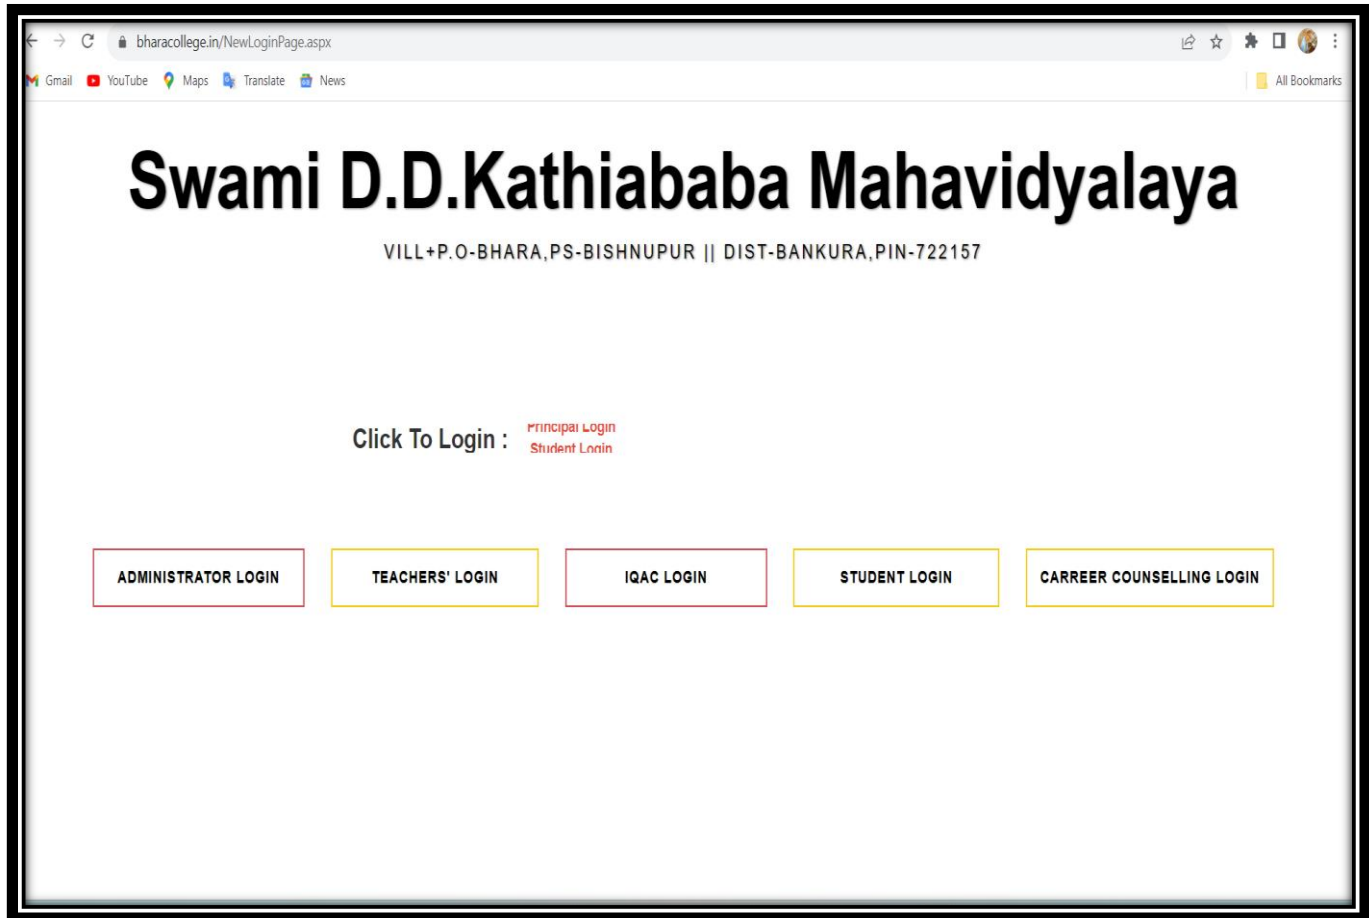 bharacollege.in/NewLoginPage.aspx
Gmail YouTube Maps Translate News All Bookmarks
Swami D.D.Kathiababa Mahavidyalaya
VILL+P.O-BHARA,PS-BISHNUPUR || DIST-BANKURA,PIN-722157
Principal Login
Click To Login :
Student Login
ADMINISTRATOR LOGIN TEACHERS' LOGIN IQAC LOGIN STUDENT LOGIN CARREER COUNSELLING LOGIN